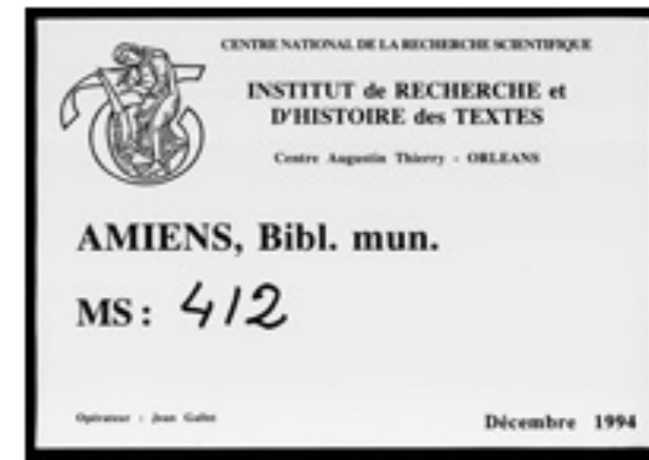 CENTRE NATIONAL DE LA RECHERCHE SCIENTIFIQUE
INSTITUT de RECHERCHE et
D'HISTOIRE des TEXTES
Centre Augustin Thierry - ORLEANS
AMIENS, Bibl. mun.
MS : 412
Opérateur : Jean Gallet
Décembre 1994